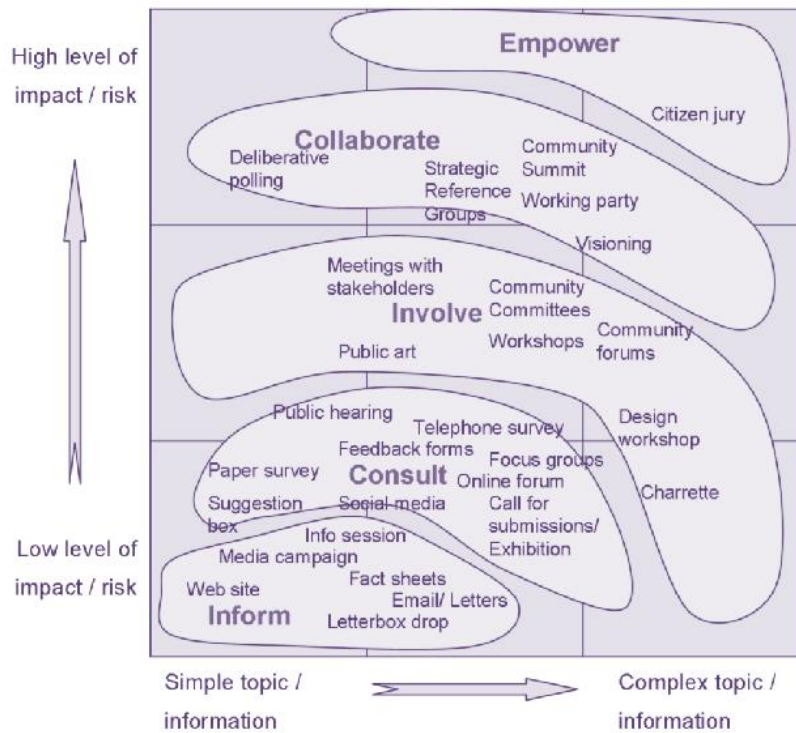 High level of
impact / risk
Low level of
impact / risk
Empower
Citizen jury
Collaborate
Deliberative
polling
Strategic
Reference
Groups
Community
Summit
Working party
Visioning
Meetings with
stakeholders
Involve
Community
Committees
Workshops
Community
forums
Public art
Design
workshop
Charrette
Public hearing
Telephone survey
Feedback forms
Paper survey
Consult
Focus groups
Online forum
Suggestion
box
Social media
Call for
submissions/
Exhibition
Info session
Media campaign
Web site
Fact sheets
Email/ Letters
Inform
Letterbox drop
Simple topic /
information
Complex topic /
information